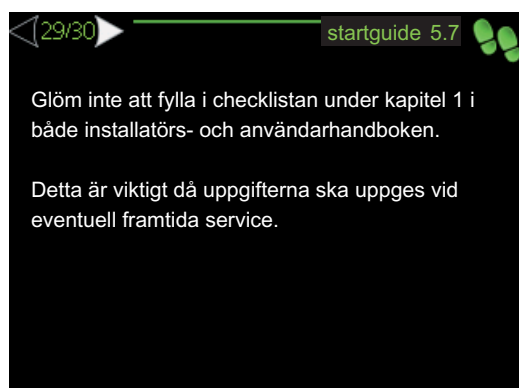 29/30
startguide 5.7
Glöm inte att fylla i checklistan under kapitel 1 i
både installatörs- och användarhandboken.
Detta är viktigt då uppgifterna ska uppges vid
eventuell framtida service.